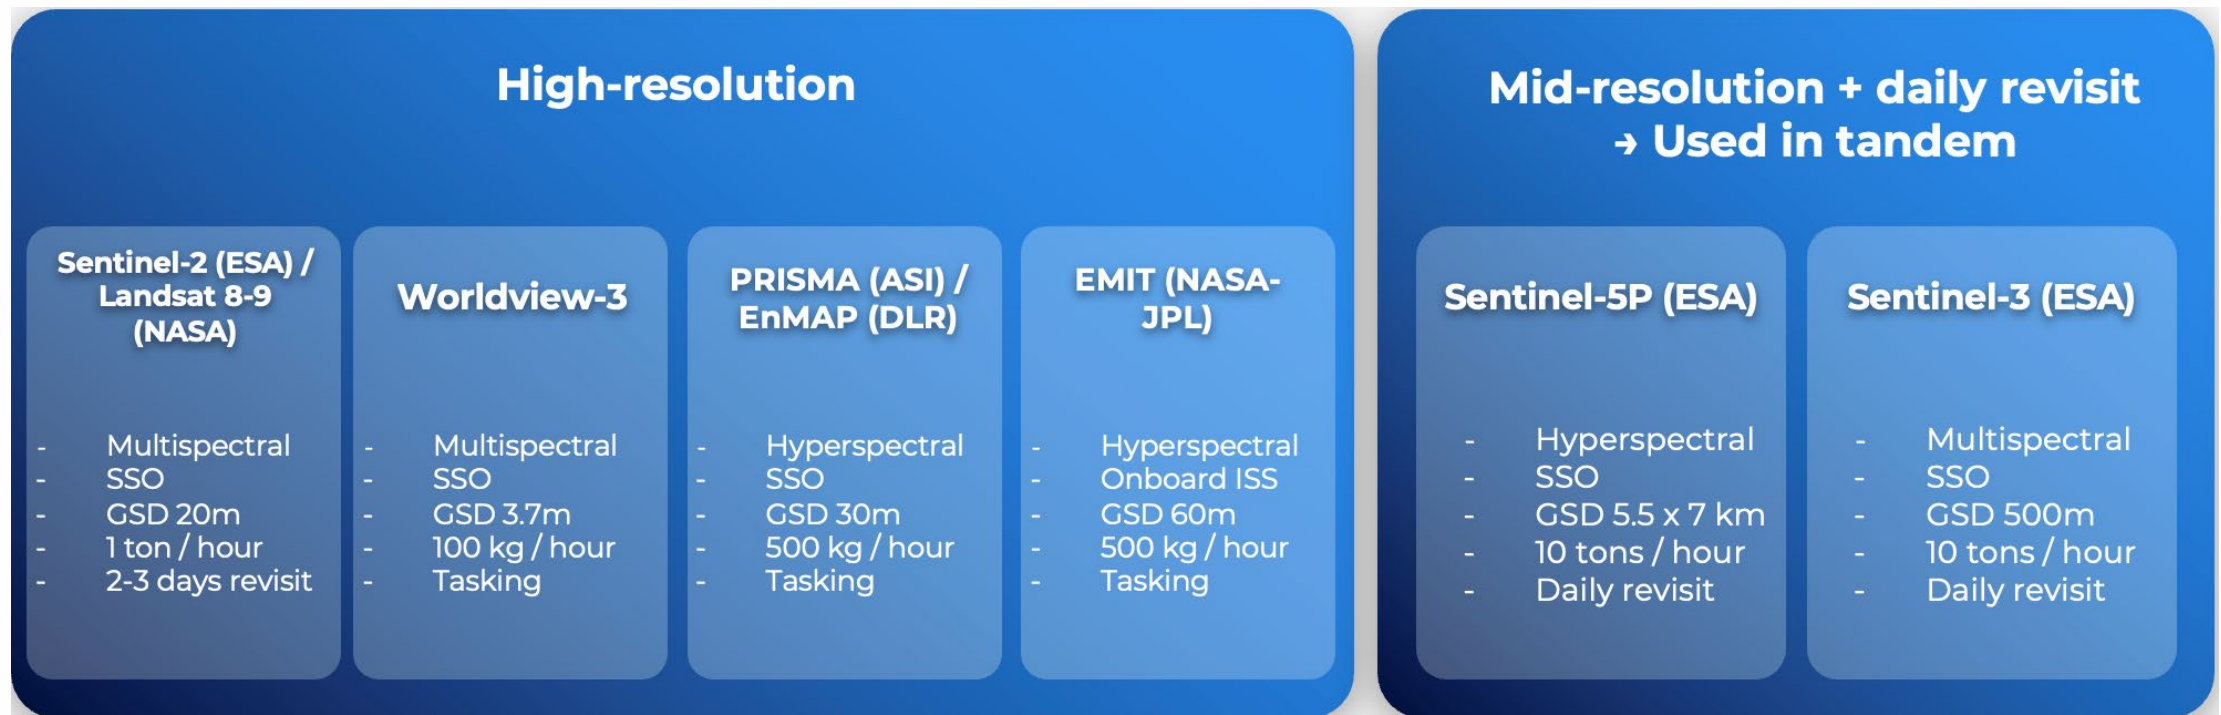 High-resolution
Sentinel-2 (ESA) /
Landsat 8-9
(NASA)
- Multispectral
- SSO
- GSD 20m
- 1 ton / hour
- 2-3 days revisit
Worldview-3
- Multispectral
- SSO
- GSD 3.7m
- 100 kg / hour
- Tasking
PRISMA (ASI) /
EnMAP (DLR)
- Hyperspectral
- SSO
- GSD 30m
- 500 kg / hour
- Tasking
EMIT (NASA-
JPL)
- Hyperspectral
- Onboard ISS
- GSD 60m
- 500 kg / hour
- Tasking
Mid-resolution + daily revisit
→ Used in tandem
Sentinel-5P (ESA)
- Hyperspectral
- SSO
- GSD 5.5 x 7 km
- 10 tons / hour
- Daily revisit
Sentinel-3 (ESA)
- Multispectral
- SSO
- GSD 500m
- 10 tons / hour
- Daily revisit